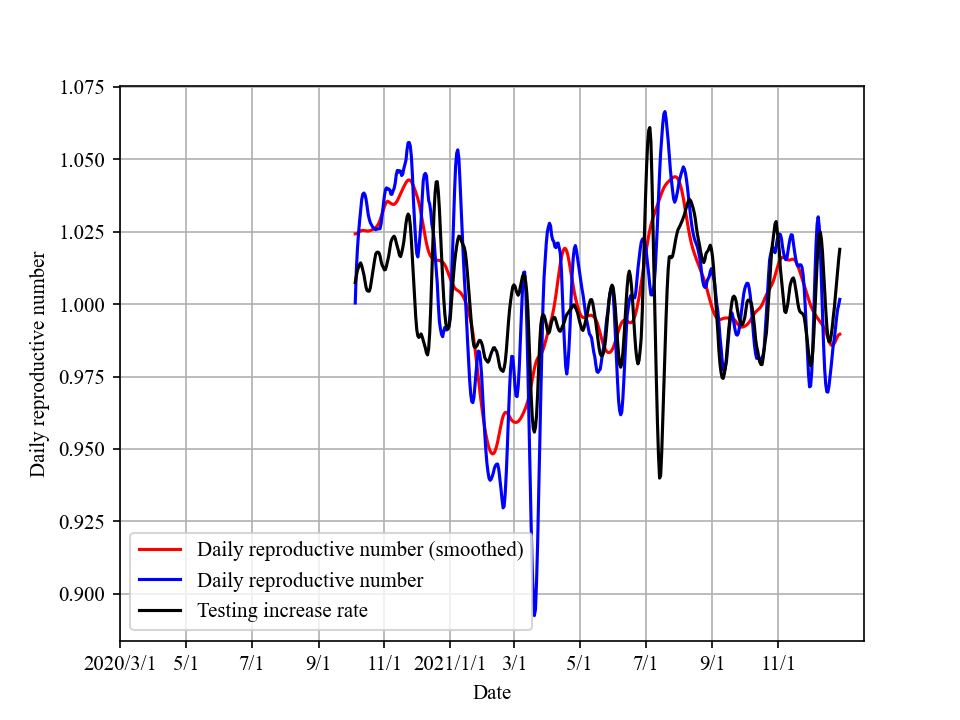 1.075
1.050
1.025
1.000
0.975
0.950
0.925
0.900
Daily reproductive number
Daily reproductive number (smoothed)
Daily reproductive number
Testing increase rate
2020/3/1 5/1 7/1 9/1 11/1 2021/1/1 3/1 5/1 7/1 9/1 11/1
Date